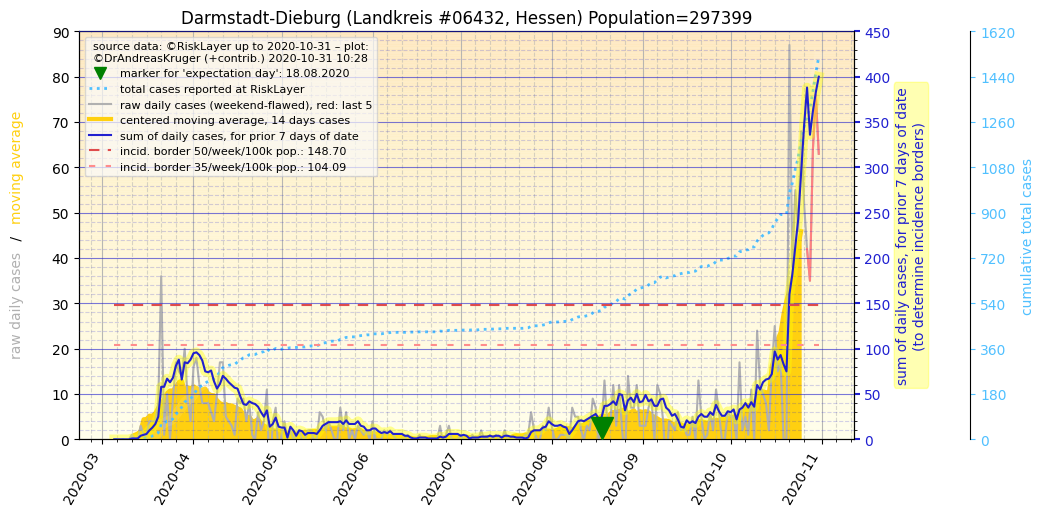 Darmstadt-Dieburg (Landkreis #06432, Hessen) Population=297399
source data: ©RiskLayer up to 2020-10-31 – plot:
©DrAndreasKruger (+contrib.) 2020-10-31 10:28
marker for 'expectation day': 18.08.2020
total cases reported at RiskLayer
raw daily cases (weekend-flawed), red: last 5
centered moving average, 14 days cases
sum of daily cases, for prior 7 days of date
incid. border 50/week/100k pop.: 148.70
incid. border 35/week/100k pop.: 104.09
raw daily cases / moving average
90
80
70
60
50
40
30
20
10
0
2020-03
2020-04
2020-05
2020-06
2020-07
2020-08
2020-09
2020-10
2020-11
450
400
350
300
250
200
150
100
50
0
sum of daily cases, for prior 7 days of date
(to determine incidence borders)
1620
1440
1260
1080
900
720
540
360
180
0
cumulative total cases